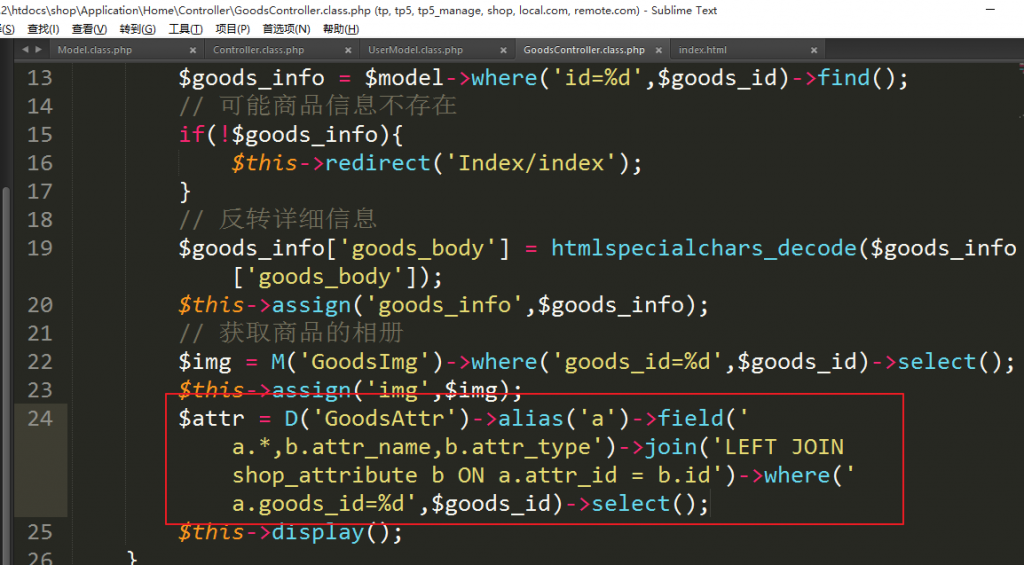 2\htdocs\shop\Application\Home\Controller\GoodsController.class.php (tp, tp5, tp5_manage, shop, local.com, remote.com) - Sublime Text
(S) 查找(I) 查看(V) 转到(G) 工具(T) 项目(P) 首选项(N) 帮助(H)
Model.class.php × Controller.class.php × UserModel.class.php × GoodsController.class.php × index.html ×
13 $goods_info = $model->where('id=%d',$goods_id)->find();
14 // 可能商品信息不存在
15 if(!$goods_info){
16 $this->redirect('Index/index');
17 }
18 // 反转详细信息
19 $goods_info['goods_body'] = htmlspecialchars_decode($goods_info
['goods_body']);
20 $this->assign('goods_info',$goods_info);
21 // 获取商品的相册
22 $img = M('GoodsImg')->where('goods_id=%d',$goods_id)->select();
23 $this->assign('img',$img);
24 $attr = D('GoodsAttr')->alias('a')->field('
a.*,b.attr_name,b.attr_type')->join('LEFT JOIN
shop_attribute b ON a.attr_id = b.id')->where('
a.goods_id=%d',$goods_id)->select();
25 $this->display();
26 }